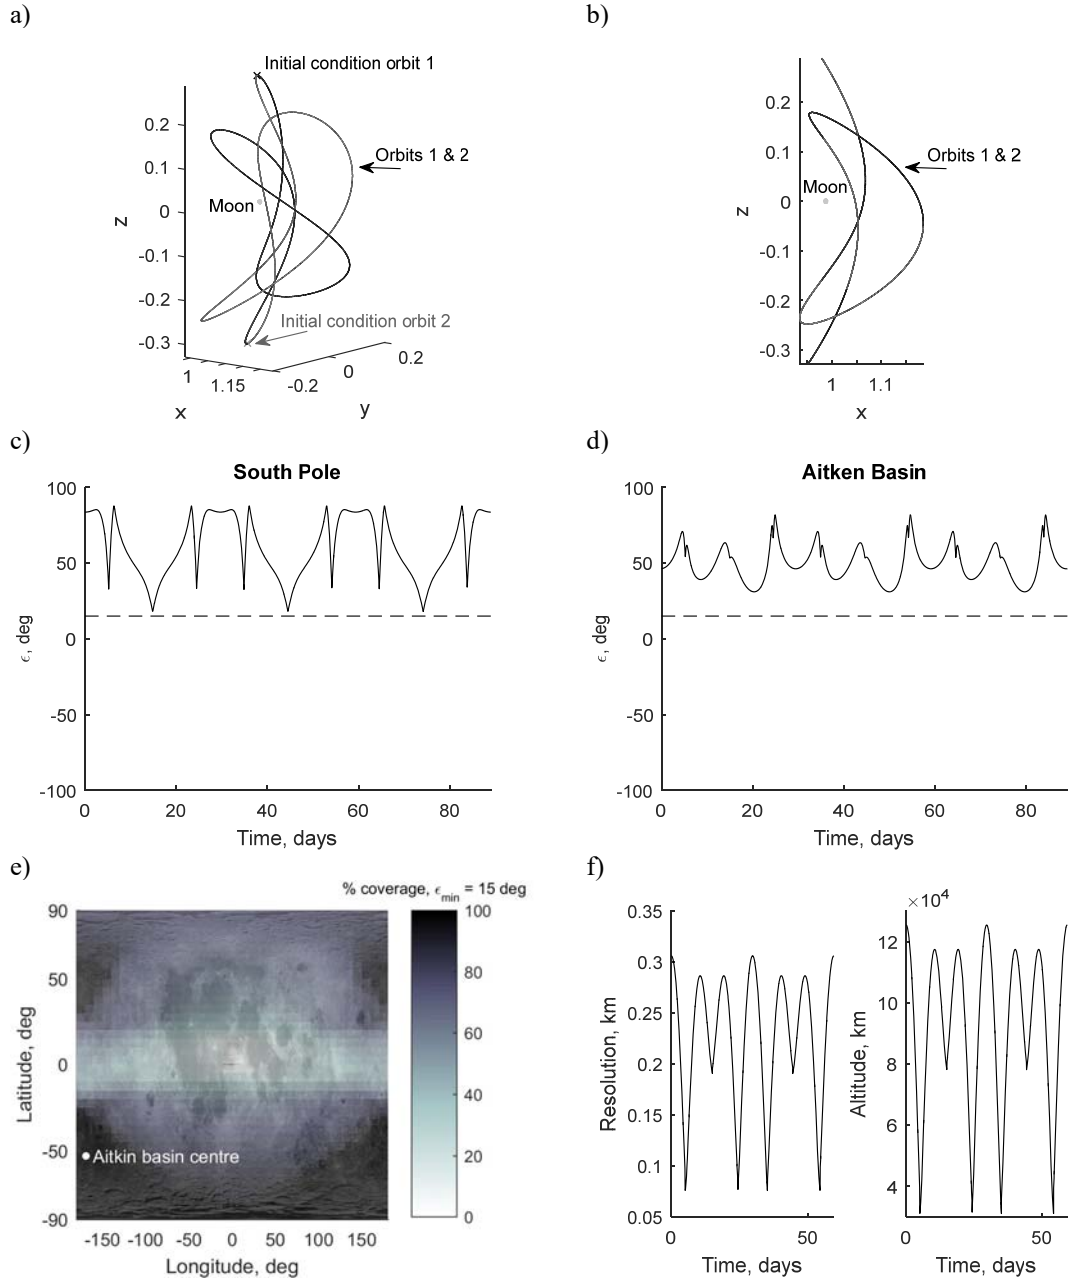 a)
Initial condition orbit 1
0.2
0.1
0
-0.1
-0.2
-0.3
z
Moon
Orbits 1 & 2
Initial condition orbit 2
1
1.15
x
-0.2
0
0.2
y
b)
0.2
0.1
0
-0.1
-0.2
-0.3
z
Moon
Orbits 1 & 2
1
1.1
x
c)
South Pole
100
50
0
-50
-100
ϵ, deg
0 20 40 60 80
Time, days
d)
Aitken Basin
100
50
0
-50
-100
ϵ, deg
0 20 40 60 80
Time, days
e)
% coverage, ϵmin = 15 deg
90
50
0
-50
-90
Latitude, deg
Aitkin basin centre
-150 -100 -50 0 50 100 150
Longitude, deg
100
80
60
40
20
0
f)
0.35
0.3
0.25
0.2
0.15
0.1
0.05
Resolution, km
0 50
Time, days
×10⁴
12
10
8
6
4
Altitude, km
0 50
Time, days